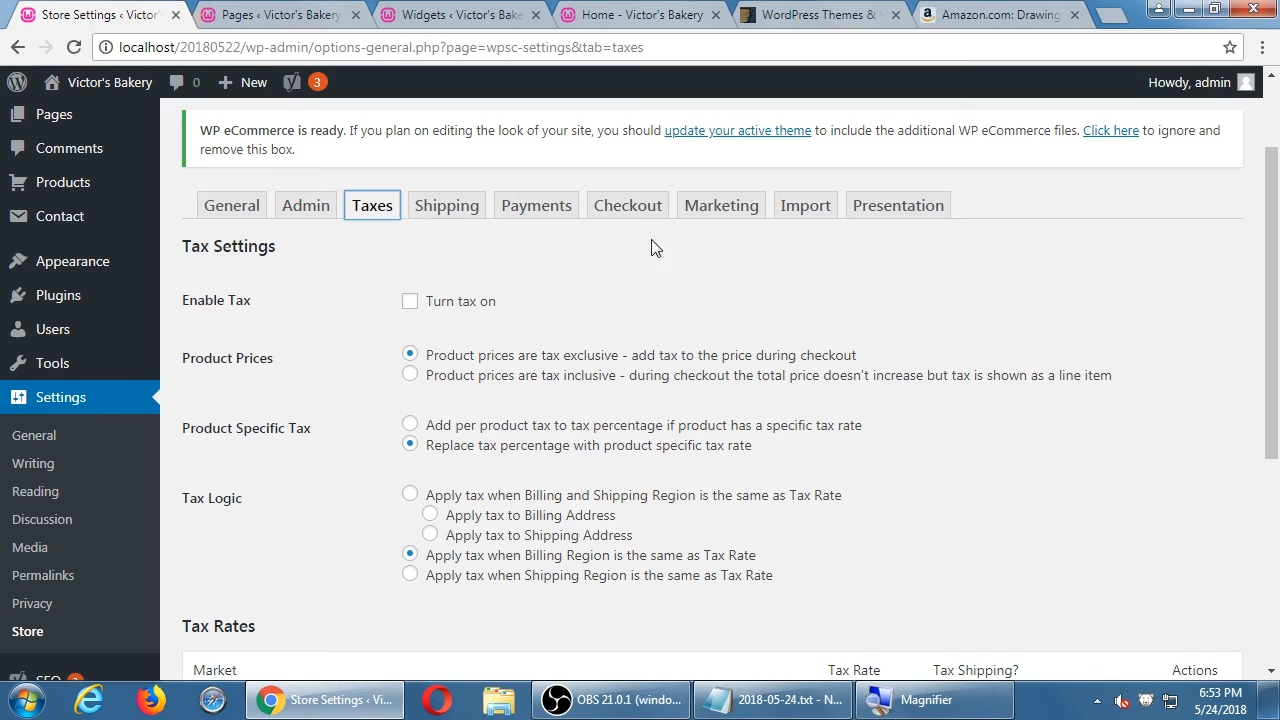 Store Settings ‹ Victor'
Pages ‹ Victor's Bakery
Widgets ‹ Victor's Bake
Home - Victor's Bakery
WordPress Themes &
Amazon.com: Drawing
localhost/20180522/wp-admin/options-general.php?page=wpsc-settings&tab=taxes
Victor's Bakery
0
New
3
Howdy, admin
Pages
Comments
Products
Contact
Appearance
Plugins
Users
Tools
Settings
General
Writing
Reading
Discussion
Media
Permalinks
Privacy
Store
SEO
WP eCommerce is ready. If you plan on editing the look of your site, you should update your active theme to include the additional WP eCommerce files. Click here to ignore and
remove this box.
General
Admin
Taxes
Shipping
Payments
Checkout
Marketing
Import
Presentation
Tax Settings
Enable Tax
Turn tax on
Product Prices
Product prices are tax exclusive - add tax to the price during checkout
Product prices are tax inclusive - during checkout the total price doesn't increase but tax is shown as a line item
Product Specific Tax
Add per product tax to tax percentage if product has a specific tax rate
Replace tax percentage with product specific tax rate
Tax Logic
Apply tax when Billing and Shipping Region is the same as Tax Rate
Apply tax to Billing Address
Apply tax to Shipping Address
Apply tax when Billing Region is the same as Tax Rate
Apply tax when Shipping Region is the same as Tax Rate
Tax Rates
Market
Tax Rate
Tax Shipping?
Actions
Store Settings ‹ Vi...
OBS 21.0.1 (windo...
2018-05-24.txt - N...
Magnifier
6:53 PM
5/24/2018